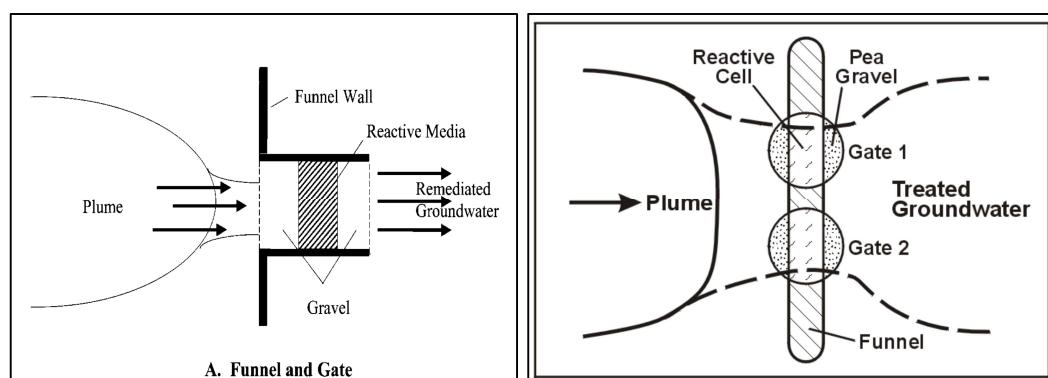 Funnel Wall
Reactive Media
Plume
Remediated
Groundwater
Gravel
A. Funnel and Gate
Reactive
Cell
Pea
Gravel
Gate 1
Plume
Treated
Groundwater
Gate 2
Funnel